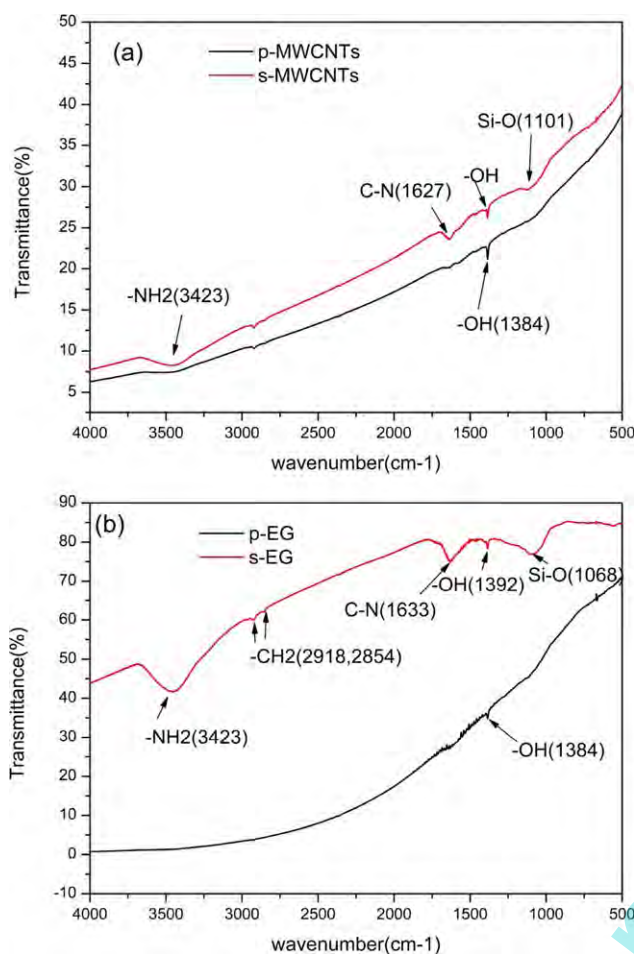 (a)
p-MWCNTs
s-MWCNTs
Si-O(1101)
-OH
C-N(1627)
-NH2(3423)
-OH(1384)
Transmittance(%)
50
45
40
35
30
25
20
15
10
5
4000 3500 3000 2500 2000 1500 1000 500
wavenumber(cm-1)
(b)
p-EG
s-EG
-OH(1392)
Si-O(1068)
C-N(1633)
-CH2(2918,2854)
-NH2(3423)
-OH(1384)
Transmittance(%)
90
80
70
60
50
40
30
20
10
0
-10
4000 3500 3000 2500 2000 1500 1000 500
wavenumber(cm-1)